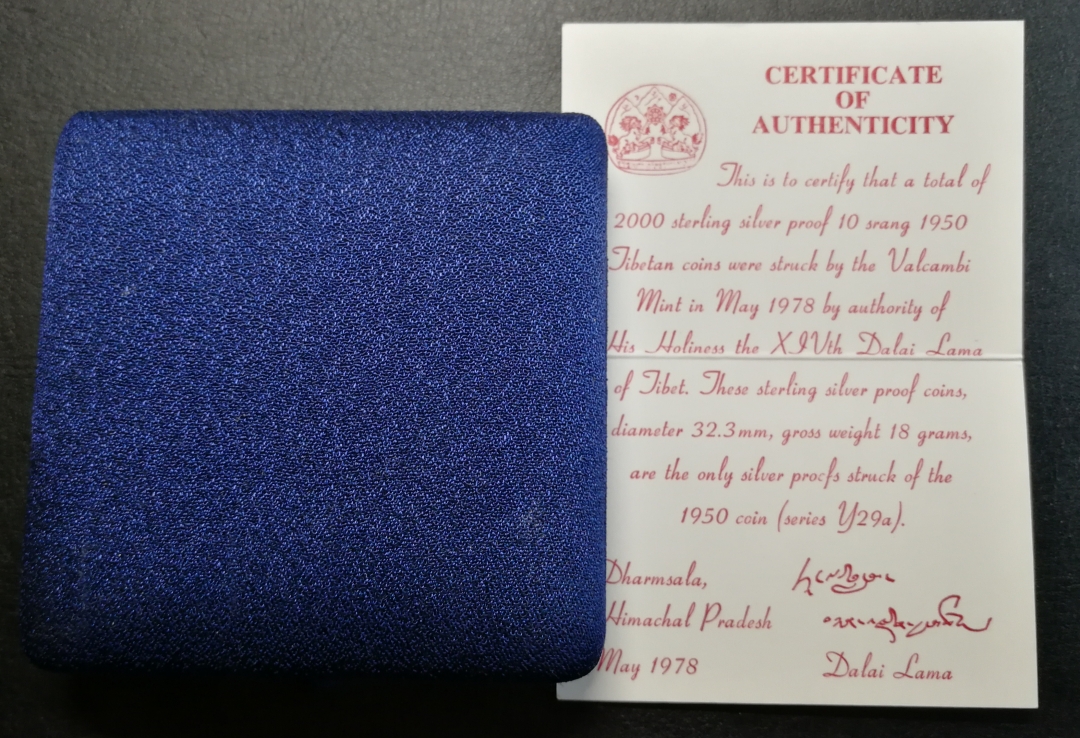 CERTIFICATE
OF
AUTHENTICITY
This is to certify that a total of
2000 sterling silver proof 10 srang 1950
Tibetan coins were struck by the Valcambi
Mint in May 1978 by authority of
His Holiness the XIVth Dalai Lama
of Tibet. These sterling silver proof coins,
diameter 32.3mm, gross weight 18 grams,
are the only silver proofs struck of the
1950 coin (series Y29a).
Dharmsala,
Himachal Pradesh
May 1978
Dalai Lama